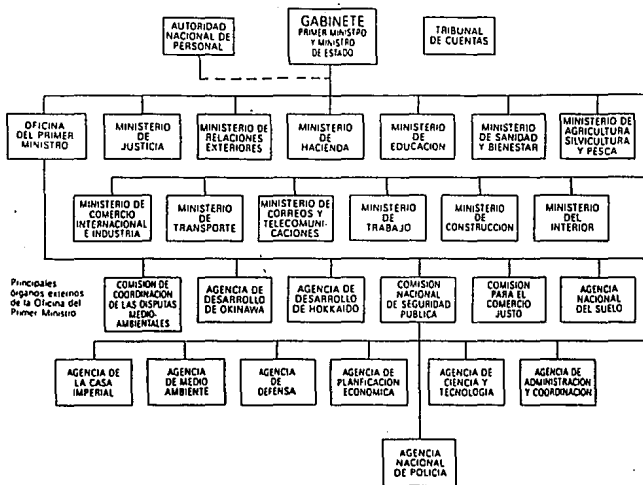 AUTORIDAD
NACIONAL DE
PERSONAL
GABINETE
PRIMER MINISTRO
Y MINISTRO
DE ESTADO
TRIBUNAL
DE CUENTAS
OFICINA
DEL PRIMER
MINISTRO
MINISTERIO
DE
JUSTICIA
MINISTERIO DE
RELACIONES
EXTERIORES
MINISTERIO
DE
HACIENDA
MINISTERIO
DE
EDUCACION
MINISTERIO
DE SANIDAD
Y BIENESTAR
MINISTERIO DE
AGRICULTURA
SILVICULTURA
Y PESCA
MINISTERIO
DE COMERCIO
INTERNACIONAL
E INDUSTRIA
MINISTERIO
DE
TRANSPORTE
MINISTERIO DE
CORREOS Y
TELECOMUNI-
CACIONES
MINISTERIO
DE
TRABAJO
MINISTERIO
DE
CONSTRUCCION
MINISTERIO
DEL
INTERIOR
Principales
órganos externos
de la Oficina del
Primer Ministro
COMISION DE
COORDINACION
DE LAS DISPUTAS
MEDIO-
AMBIENTALES
AGENCIA
DE
DESARROLLO
DE OKINAWA
AGENCIA
DE
DESARROLLO
DE HOKKAIDO
COMISION
NACIONAL
DE SEGURIDAD
PUBLICA
COMISION
PARA EL
COMERCIO
JUSTO
AGENCIA
NACIONAL
DEL SUELO
AGENCIA DE
LA CASA
IMPERIAL
AGENCIA
DE MEDIO
AMBIENTE
AGENCIA
DE
DEFENSA
AGENCIA DE
PLANFICACION
ECONOMICA
AGENCIA DE
CIENCIA Y
TECNOLOGIA
AGENCIA DE
ADMINISTRACION
Y COORDINACION
AGENCIA
NACIONAL
DE POLICIA